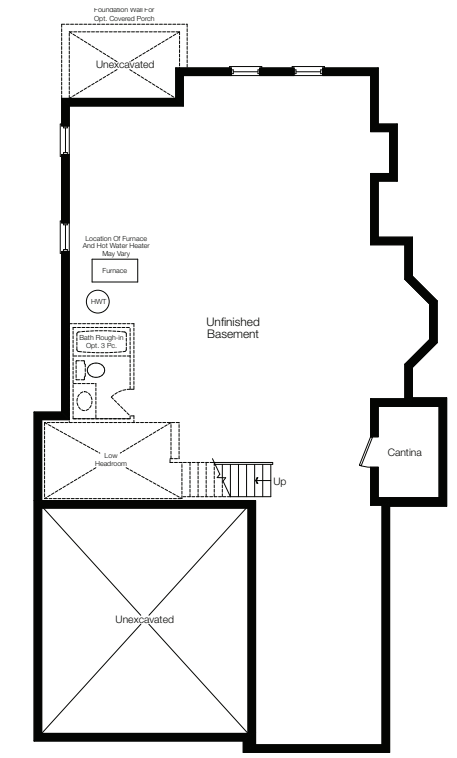 Foundation Wall For
Opt. Covered Porch
Unexcavated
Location Of Furnace
And Hot Water Heater
May Vary
Furnace
HWT
Unfinished
Basement
Bath Rough-in
Opt. 3 Pc.
Low
Headroom
Up
Cantina
Unexcavated